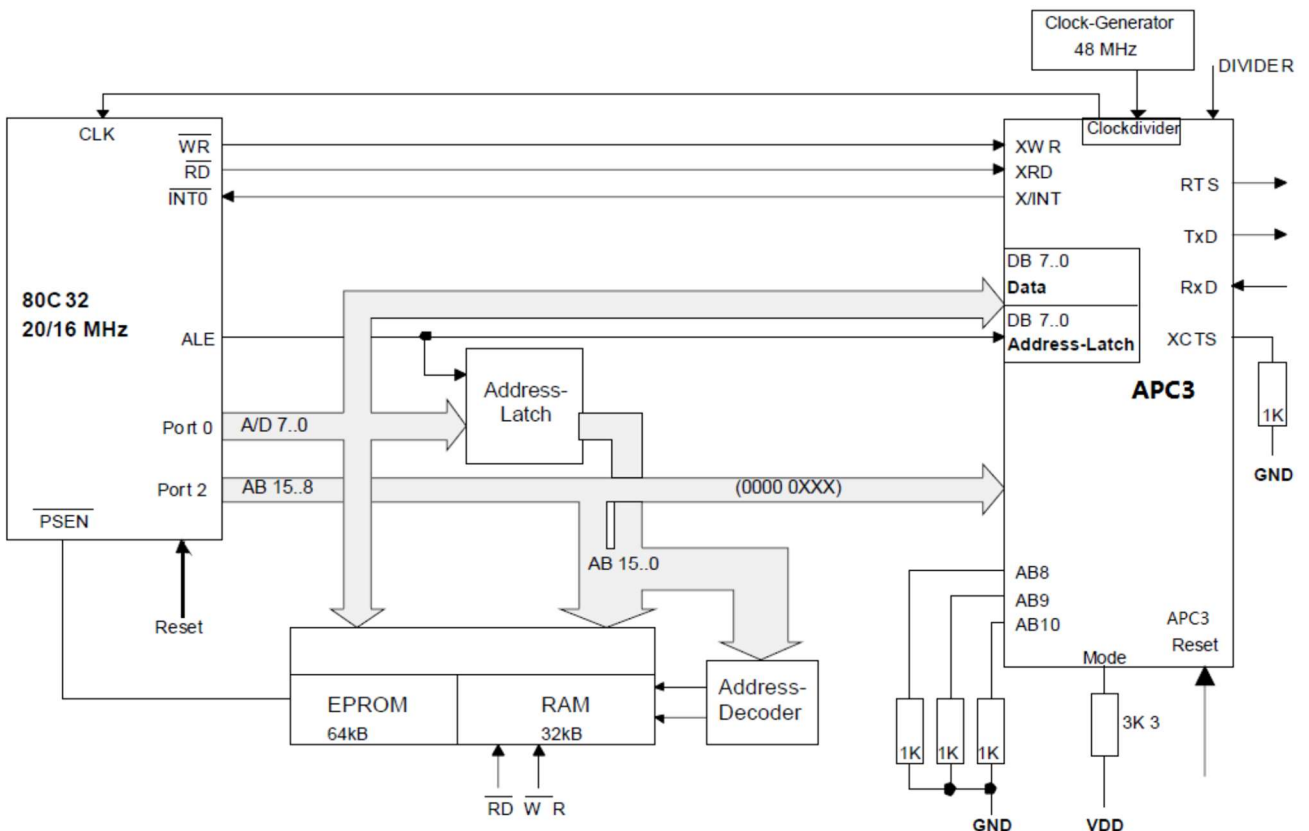 Clock-Generator
48 MHz
DIVIDER
CLK
Clockdivider
WR
XWR
RD
XRD
INT0
X/INT
RTS
TxD
DB 7..0
Data
RxD
80C32
20/16 MHz
DB 7..0
Address-Latch
ALE
XCTS
Address-
Latch
APC3
1K
Port 0
A/D 7..0
GND
Port 2
AB 15..8
(0000 0XXX)
PSEN
AB 15..0
AB8
AB9
AB10
Reset
APC3
Reset
Mode
EPROM
64kB
RAM
32kB
Address-
Decoder
3K 3
1K
1K
1K
RD
W R
GND
VDD